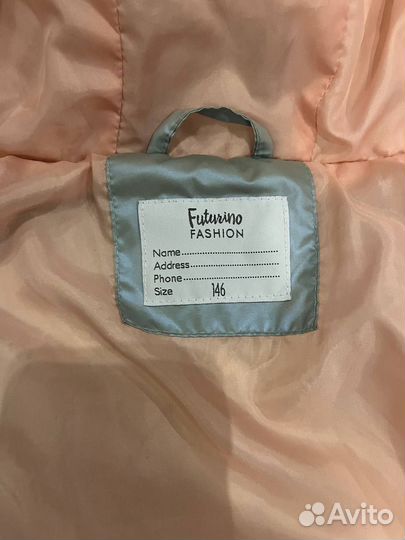 Futurino
FASHION
Name
Address
Phone
Size 146
Avito